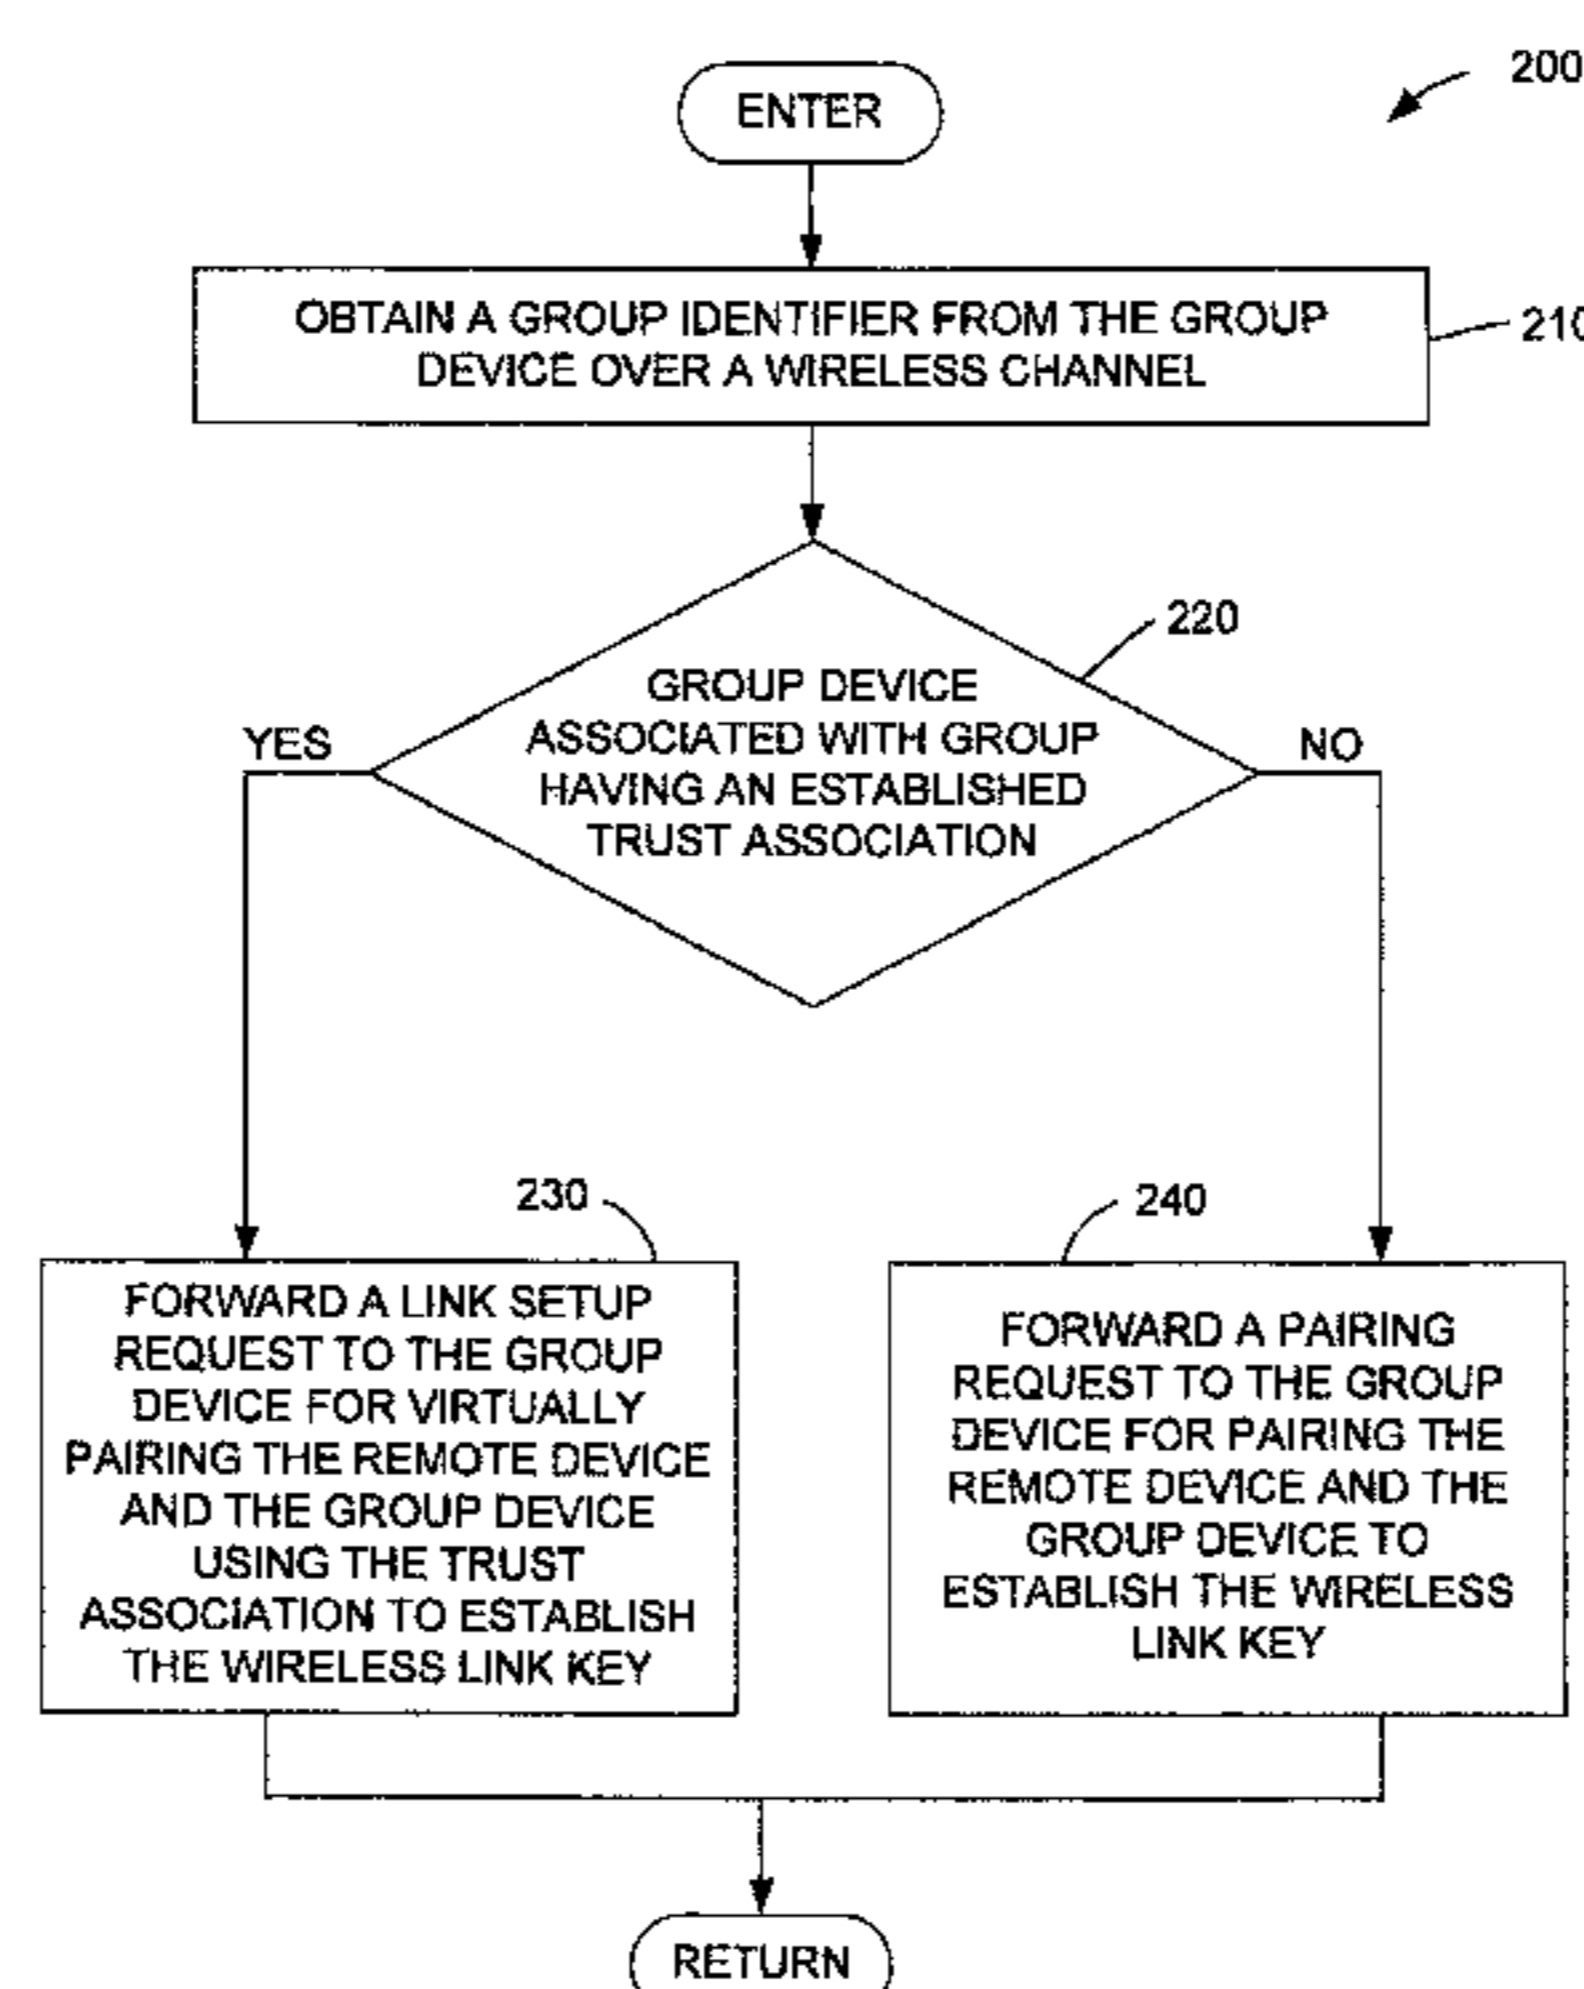 200
ENTER
OBTAIN A GROUP IDENTIFIER FROM THE GROUP
DEVICE OVER A WIRELESS CHANNEL
210
220
GROUP DEVICE
ASSOCIATED WITH GROUP
HAVING AN ESTABLISHED
TRUST ASSOCIATION
YES
NO
230
240
FORWARD A LINK SETUP
REQUEST TO THE GROUP
DEVICE FOR VIRTUALLY
PAIRING THE REMOTE DEVICE
AND THE GROUP DEVICE
USING THE TRUST
ASSOCIATION TO ESTABLISH
THE WIRELESS LINK KEY
FORWARD A PAIRING
REQUEST TO THE GROUP
DEVICE FOR PAIRING THE
REMOTE DEVICE AND THE
GROUP DEVICE TO
ESTABLISH THE WIRELESS
LINK KEY
RETURN